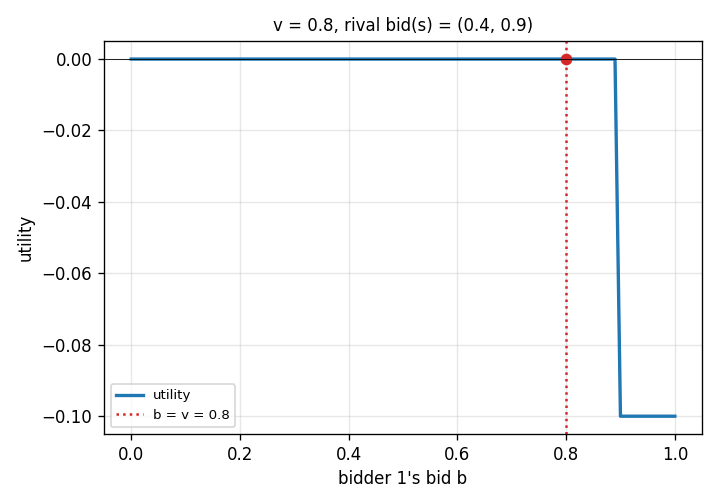 v = 0.8, rival bid(s) = (0.4, 0.9)
utility
0.00
−0.02
−0.04
−0.06
−0.08
−0.10
utility
b = v = 0.8
0.0 0.2 0.4 0.6 0.8 1.0
bidder 1's bid b